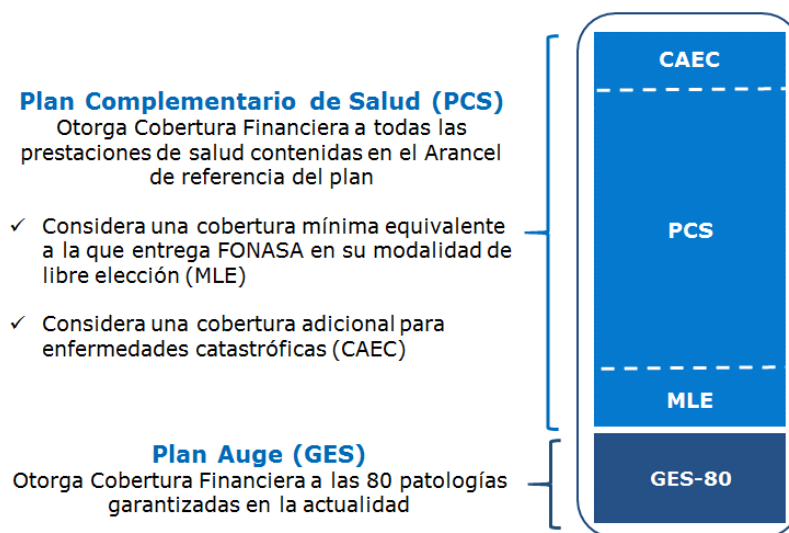 Plan Complementario de Salud (PCS)
Otorga Cobertura Financiera a todas las
prestaciones de salud contenidas en el Arancel
de referencia del plan
✓ Considera una cobertura mínima equivalente
a la que entrega FONASA en su modalidad de
libre elección (MLE)
✓ Considera una cobertura adicional para
enfermedades catastróficas (CAEC)
Plan Auge (GES)
Otorga Cobertura Financiera a las 80 patologías
garantizadas en la actualidad
CAEC
PCS
MLE
GES-80